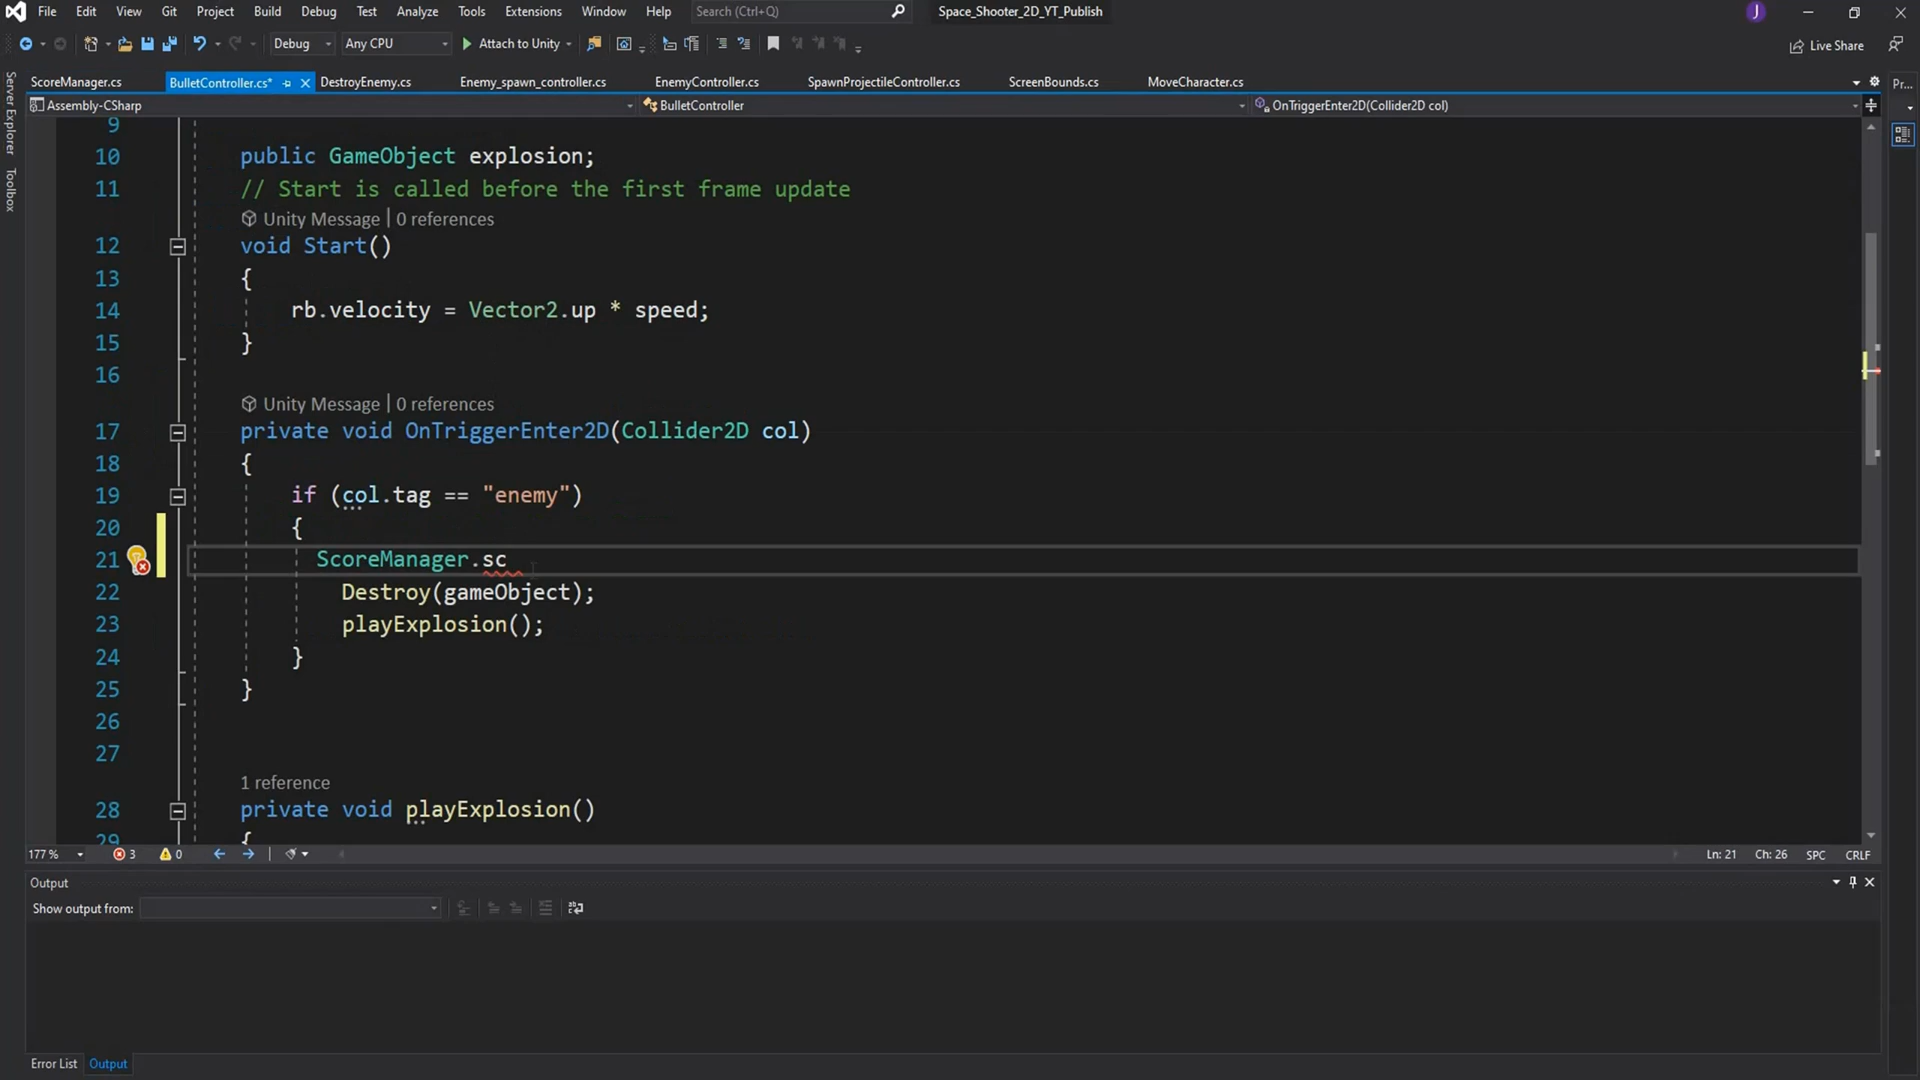 File Edit View Git Project Build Debug Test Analyze Tools Extensions Window Help Search (Ctrl+Q) Space_Shooter_2D_YT_Publish J
Debug Any CPU Attach to Unity Live Share
ScoreManager.cs BulletController.cs* DestroyEnemy.cs Enemy_spawn_controller.cs EnemyController.cs SpawnProjectileController.cs ScreenBounds.cs MoveCharacter.cs Pr...
Assembly-CSharp BulletController OnTriggerEnter2D(Collider2D col)
Server Explorer
Toolbox
9
10 public GameObject explosion;
11 // Start is called before the first frame update
Unity Message | 0 references
12 void Start()
13 {
14 rb.velocity = Vector2.up * speed;
15 }
16
Unity Message | 0 references
17 private void OnTriggerEnter2D(Collider2D col)
18 {
19 if (col.tag == "enemy")
20 {
21 ScoreManager.sc
22 Destroy(gameObject);
23 playExplosion();
24 }
25 }
26
27
1 reference
28 private void playExplosion()
29 {
177 % 3 0 Ln: 21 Ch: 26 SPC CRLF
Output
Show output from:
Error List Output